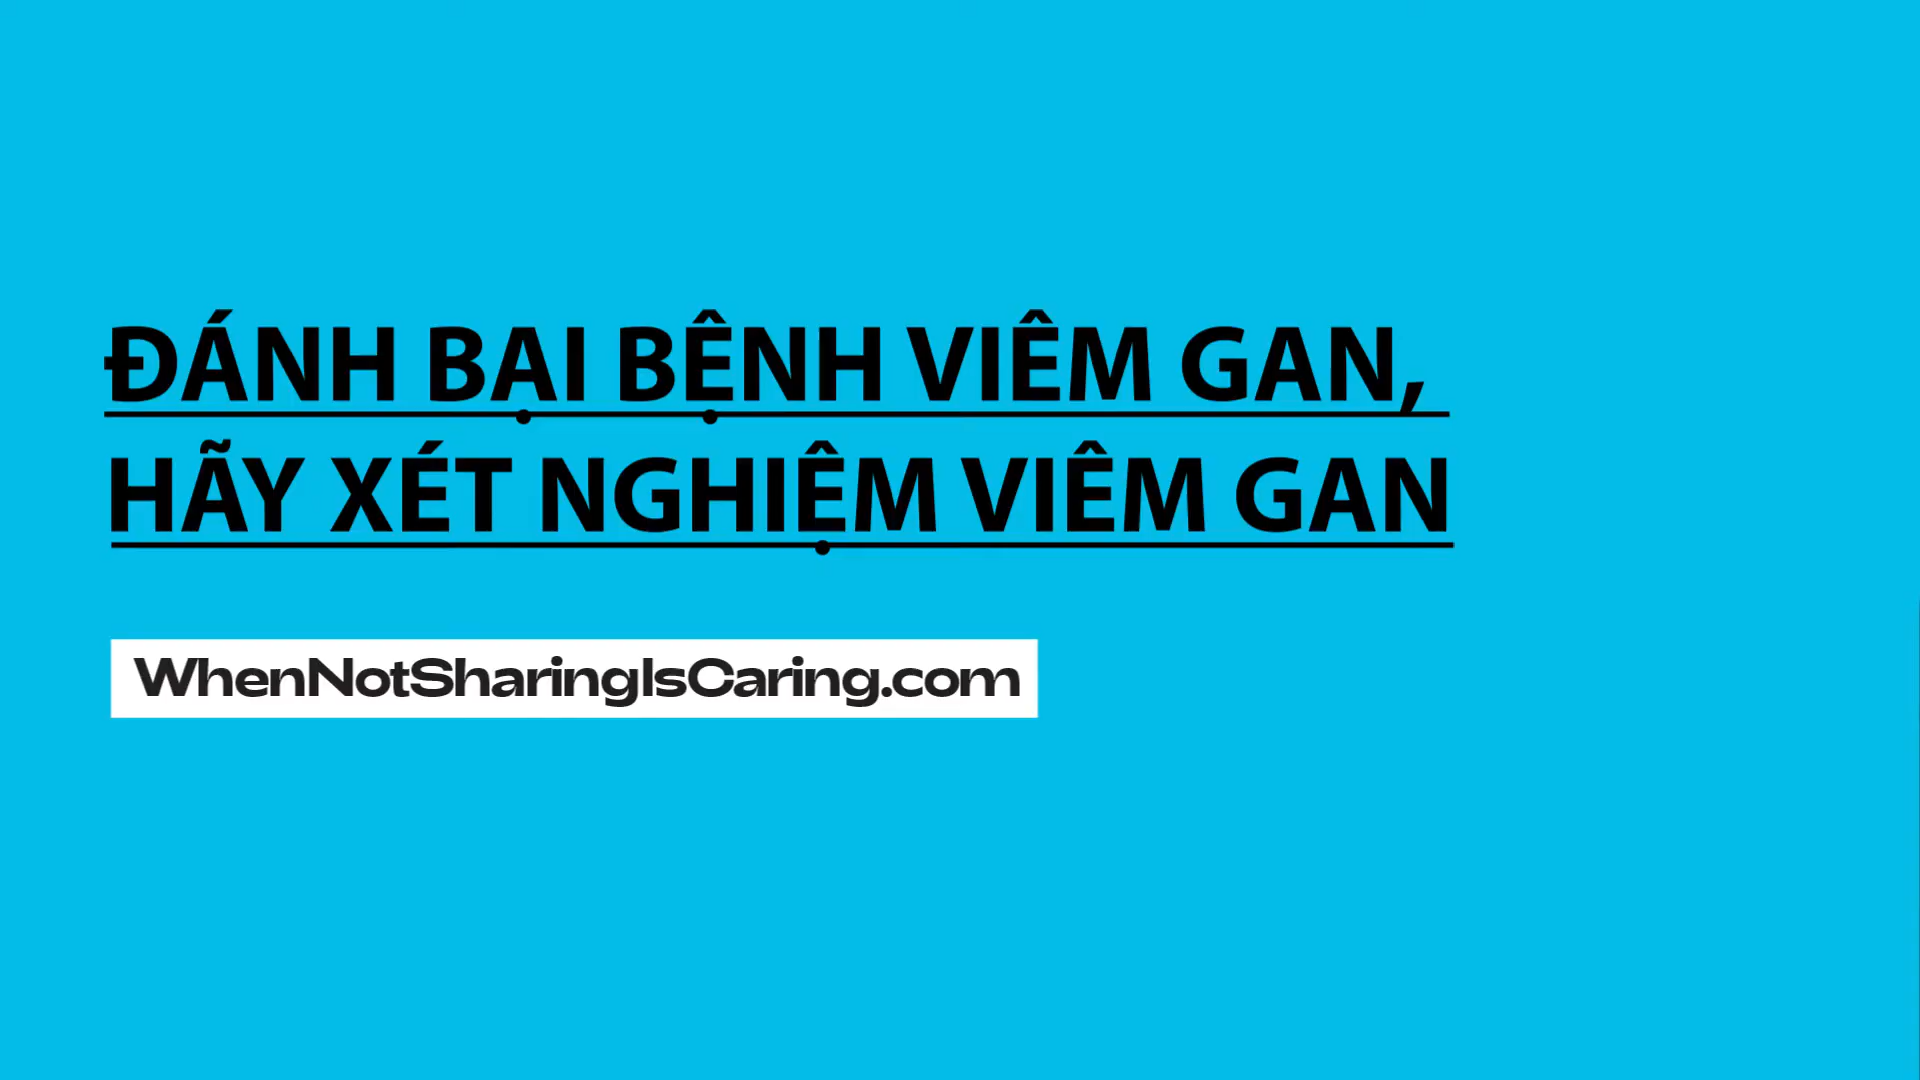 ĐÁNH BẠI BỆNH VIÊM GAN,
HÃY XÉT NGHIỆM VIÊM GAN
WhenNotSharingIsCaring.com